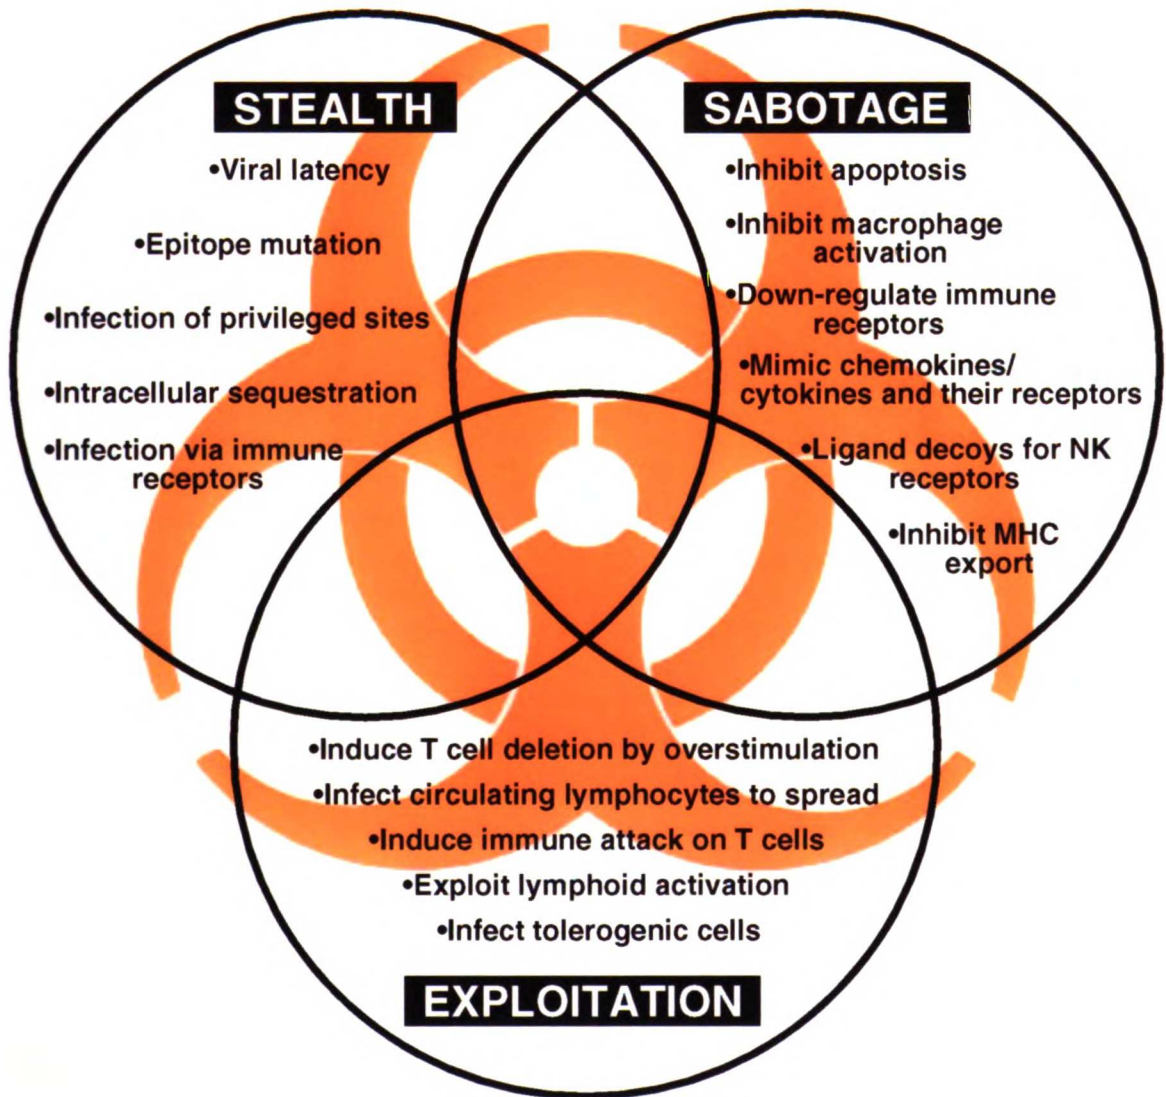 STEALTH
•Viral latency
•Epitope mutation
•Infection of privileged sites
•Intracellular sequestration
•Infection via immune
receptors
SABOTAGE
•Inhibit apoptosis
•Inhibit macrophage
activation
•Down-regulate immune
receptors
•Mimic chemokines/
cytokines and their receptors
•Ligand decoys for NK
receptors
•Inhibit MHC
export
•Induce T cell deletion by overstimulation
•Infect circulating lymphocytes to spread
•Induce immune attack on T cells
•Exploit lymphoid activation
•Infect tolerogenic cells
EXPLOITATION